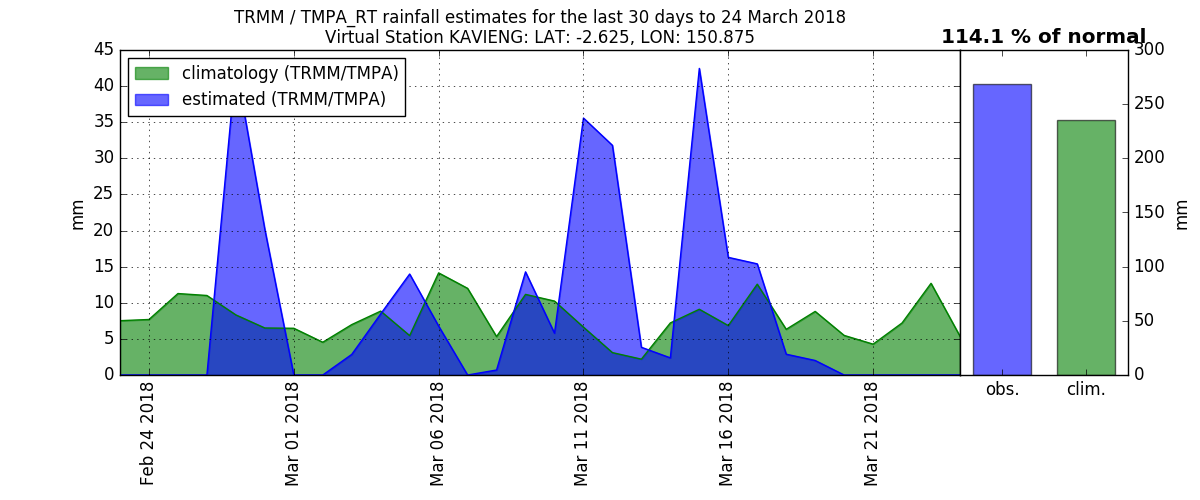 TRMM / TMPA_RT rainfall estimates for the last 30 days to 24 March 2018
Virtual Station KAVIENG: LAT: -2.625, LON: 150.875
114.1 % of normal
climatology (TRMM/TMPA)
estimated (TRMM/TMPA)
45
40
35
30
25
20
15
10
5
0
mm
Feb 24 2018
Mar 01 2018
Mar 06 2018
Mar 11 2018
Mar 16 2018
Mar 21 2018
obs.
clim.
300
250
200
150
100
50
0
mm